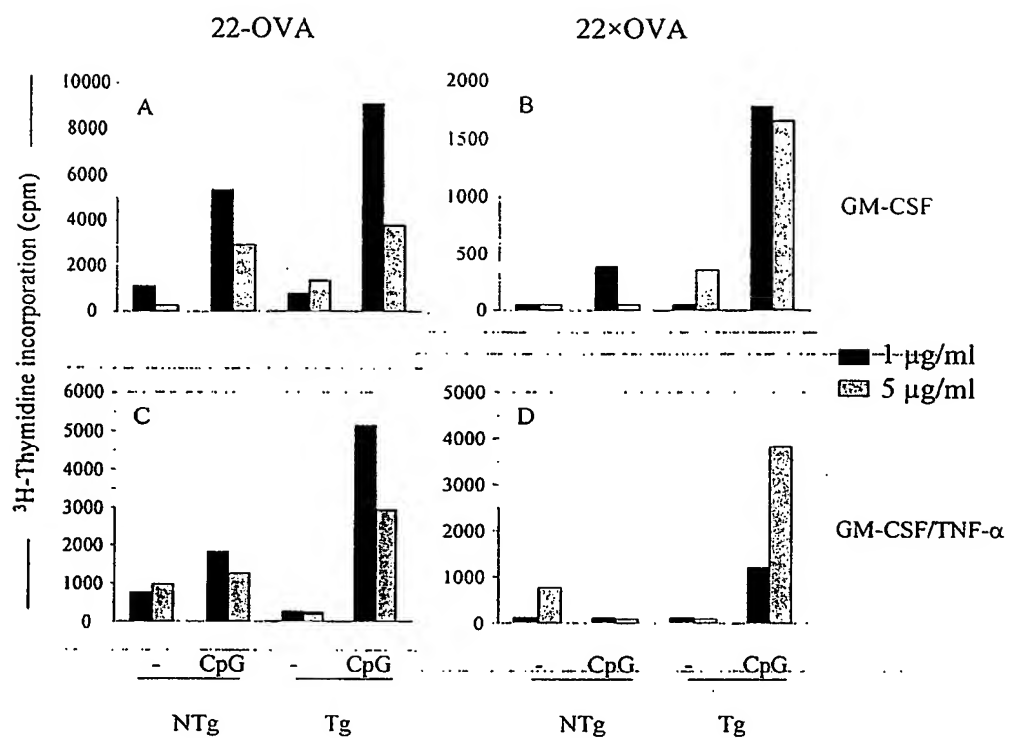 22-OVA
22×OVA
³H-Thymidine incorporation (cpm)
A
10000
8000
6000
4000
2000
0
B
2000
1500
1000
500
0
GM-CSF
1 µg/ml
5 µg/ml
C
6000
5000
4000
3000
2000
1000
0
D
5000
4000
3000
2000
1000
0
GM-CSF/TNF-α
- CpG - CpG
- CpG - CpG
NTg Tg
NTg Tg